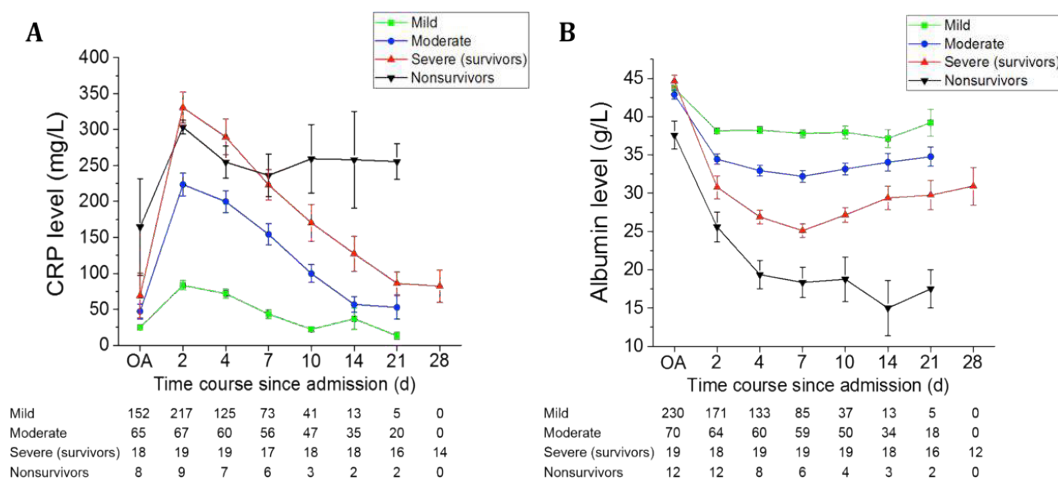 A
Mild
Moderate
Severe (survivors)
Nonsurvivors
CRP level (mg/L)
400
350
300
250
200
150
100
50
0
OA 2 4 7 10 14 21 28
Time course since admission (d)
Mild 152 217 125 73 41 13 5 0
Moderate 65 67 60 56 47 35 20 0
Severe (survivors) 18 19 19 17 18 18 16 14
Nonsurvivors 8 9 7 6 3 2 2 0
B
Mild
Moderate
Severe (survivors)
Nonsurvivors
Albumin level (g/L)
45
40
35
30
25
20
15
10
OA 2 4 7 10 14 21 28
Time course since admission (d)
Mild 230 171 133 85 37 13 5 0
Moderate 70 64 60 59 50 34 18 0
Severe (survivors) 19 18 19 19 19 18 16 12
Nonsurvivors 12 12 8 6 4 3 2 0